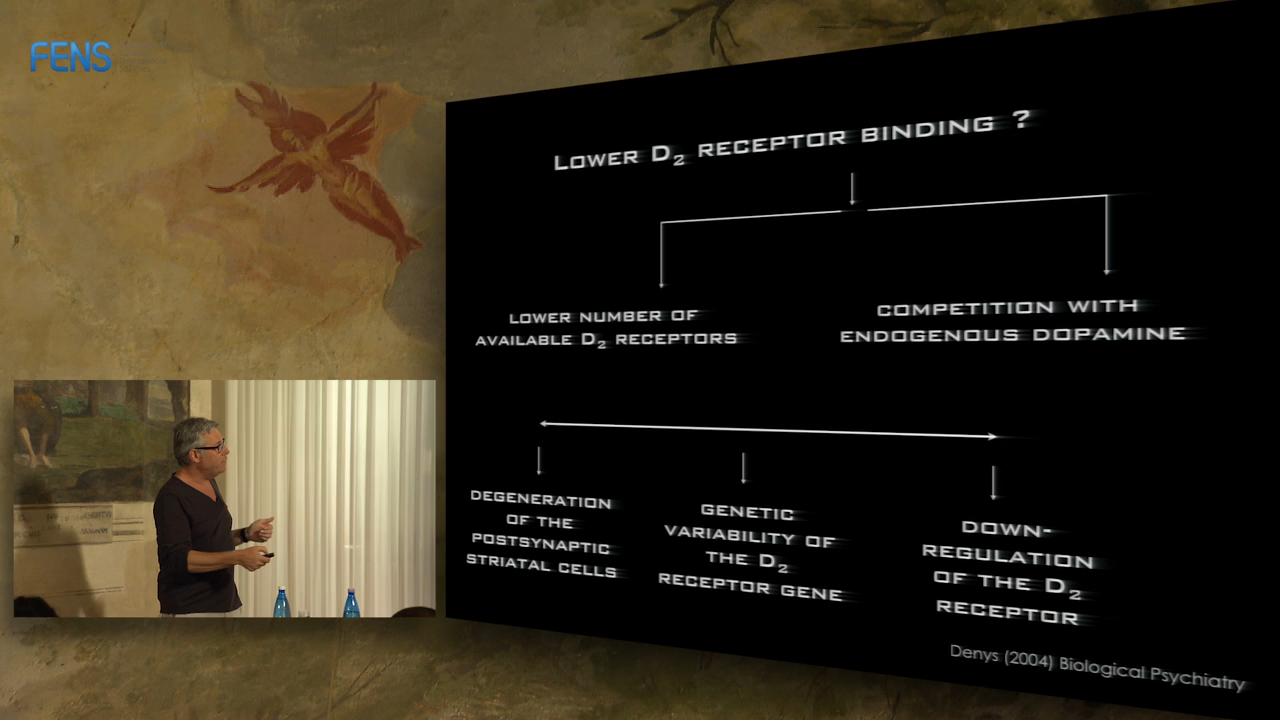 FENS
LOWER D₂ RECEPTOR BINDING ?
LOWER NUMBER OF
AVAILABLE D₂ RECEPTORS
COMPETITION WITH
ENDOGENOUS DOPAMINE
DEGENERATION
OF THE
POSTSYNAPTIC
STRIATAL CELLS
GENETIC
VARIABILITY OF
THE D₂
RECEPTOR GENE
DOWN-
REGULATION
OF THE D₂
RECEPTOR
Denys (2004) Biological Psychiatry